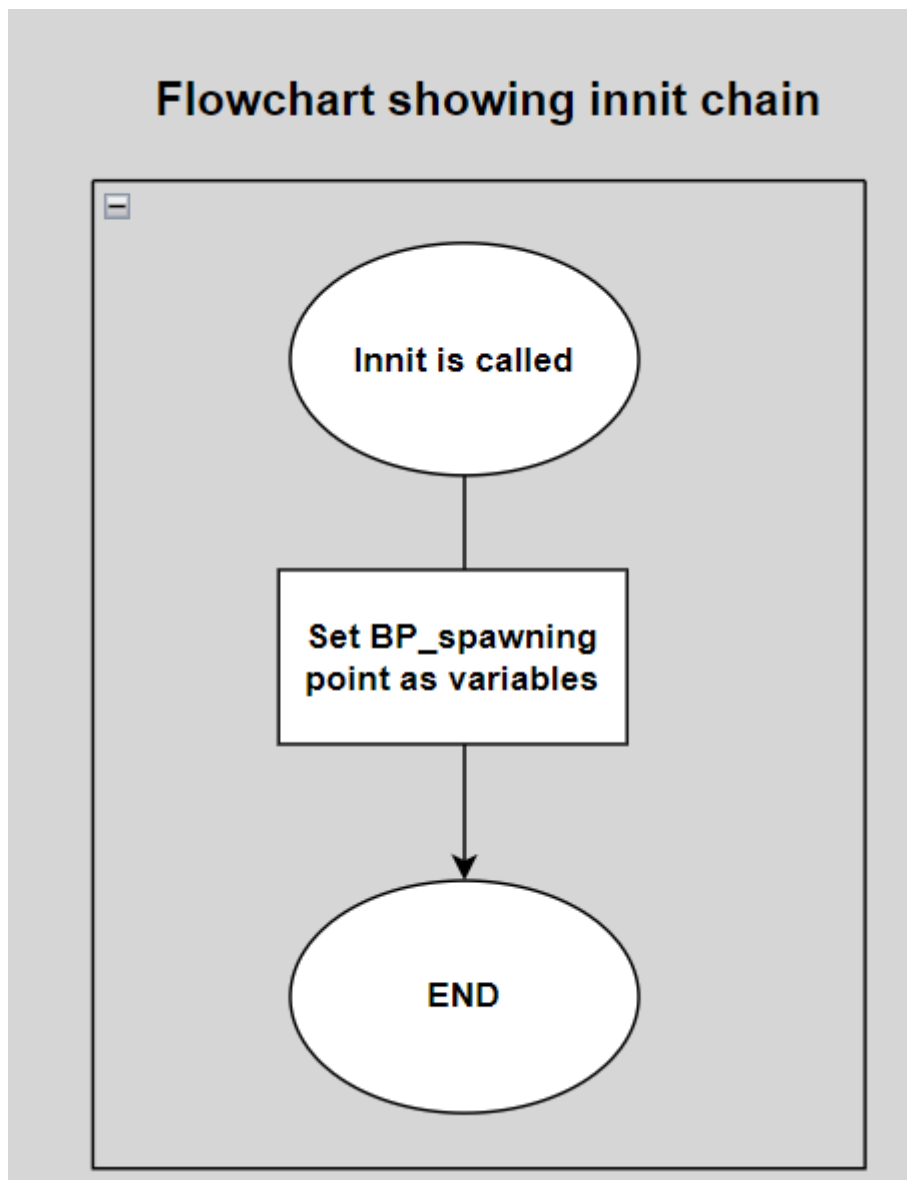 Flowchart showing innit chain
Innit is called
Set BP_spawning
point as variables
END